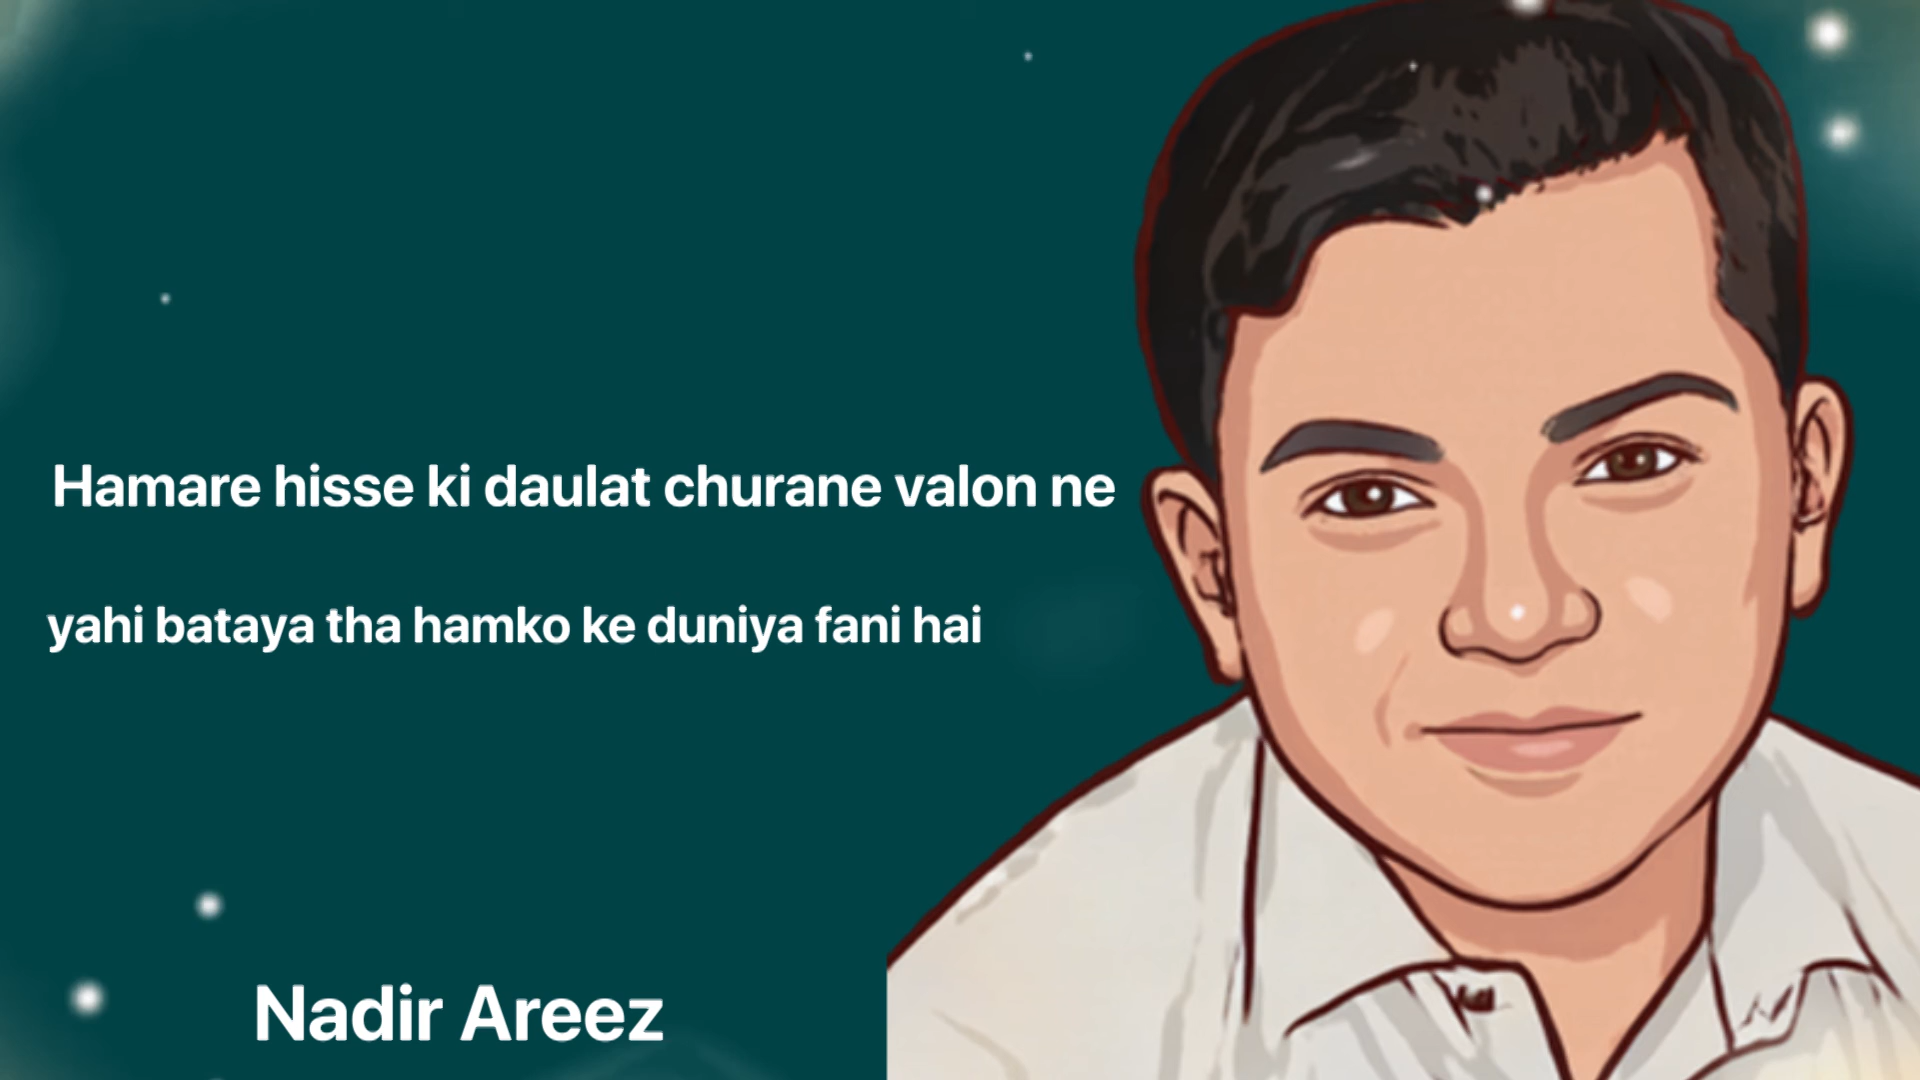 Hamare hisse ki daulat churane valon ne
yahi bataya tha hamko ke duniya fani hai
Nadir Areez